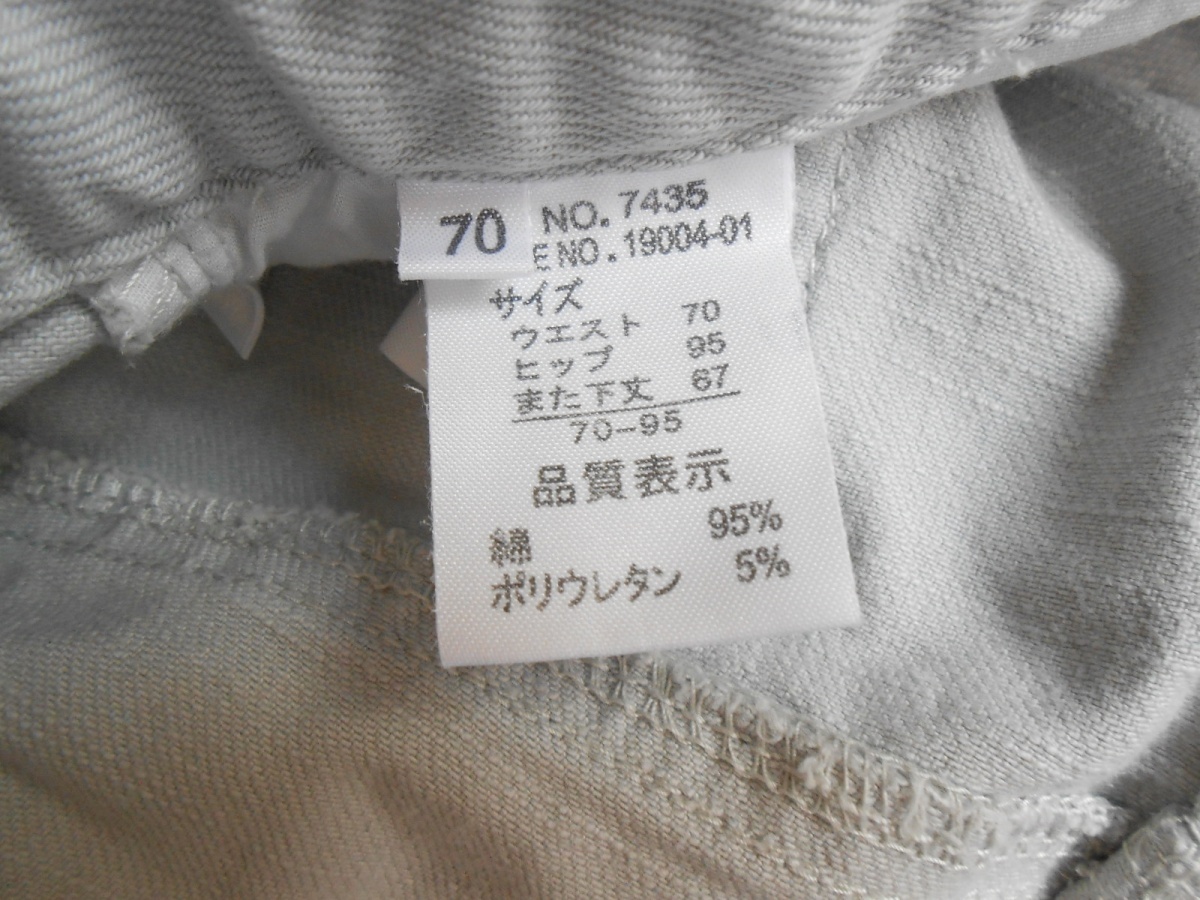 70
NO. 7435
E NO. 19004-01
サイズ
ウエスト 70
ヒップ 95
また下丈 67
70-95
品質表示
綿 95%
ポリウレタン 5%